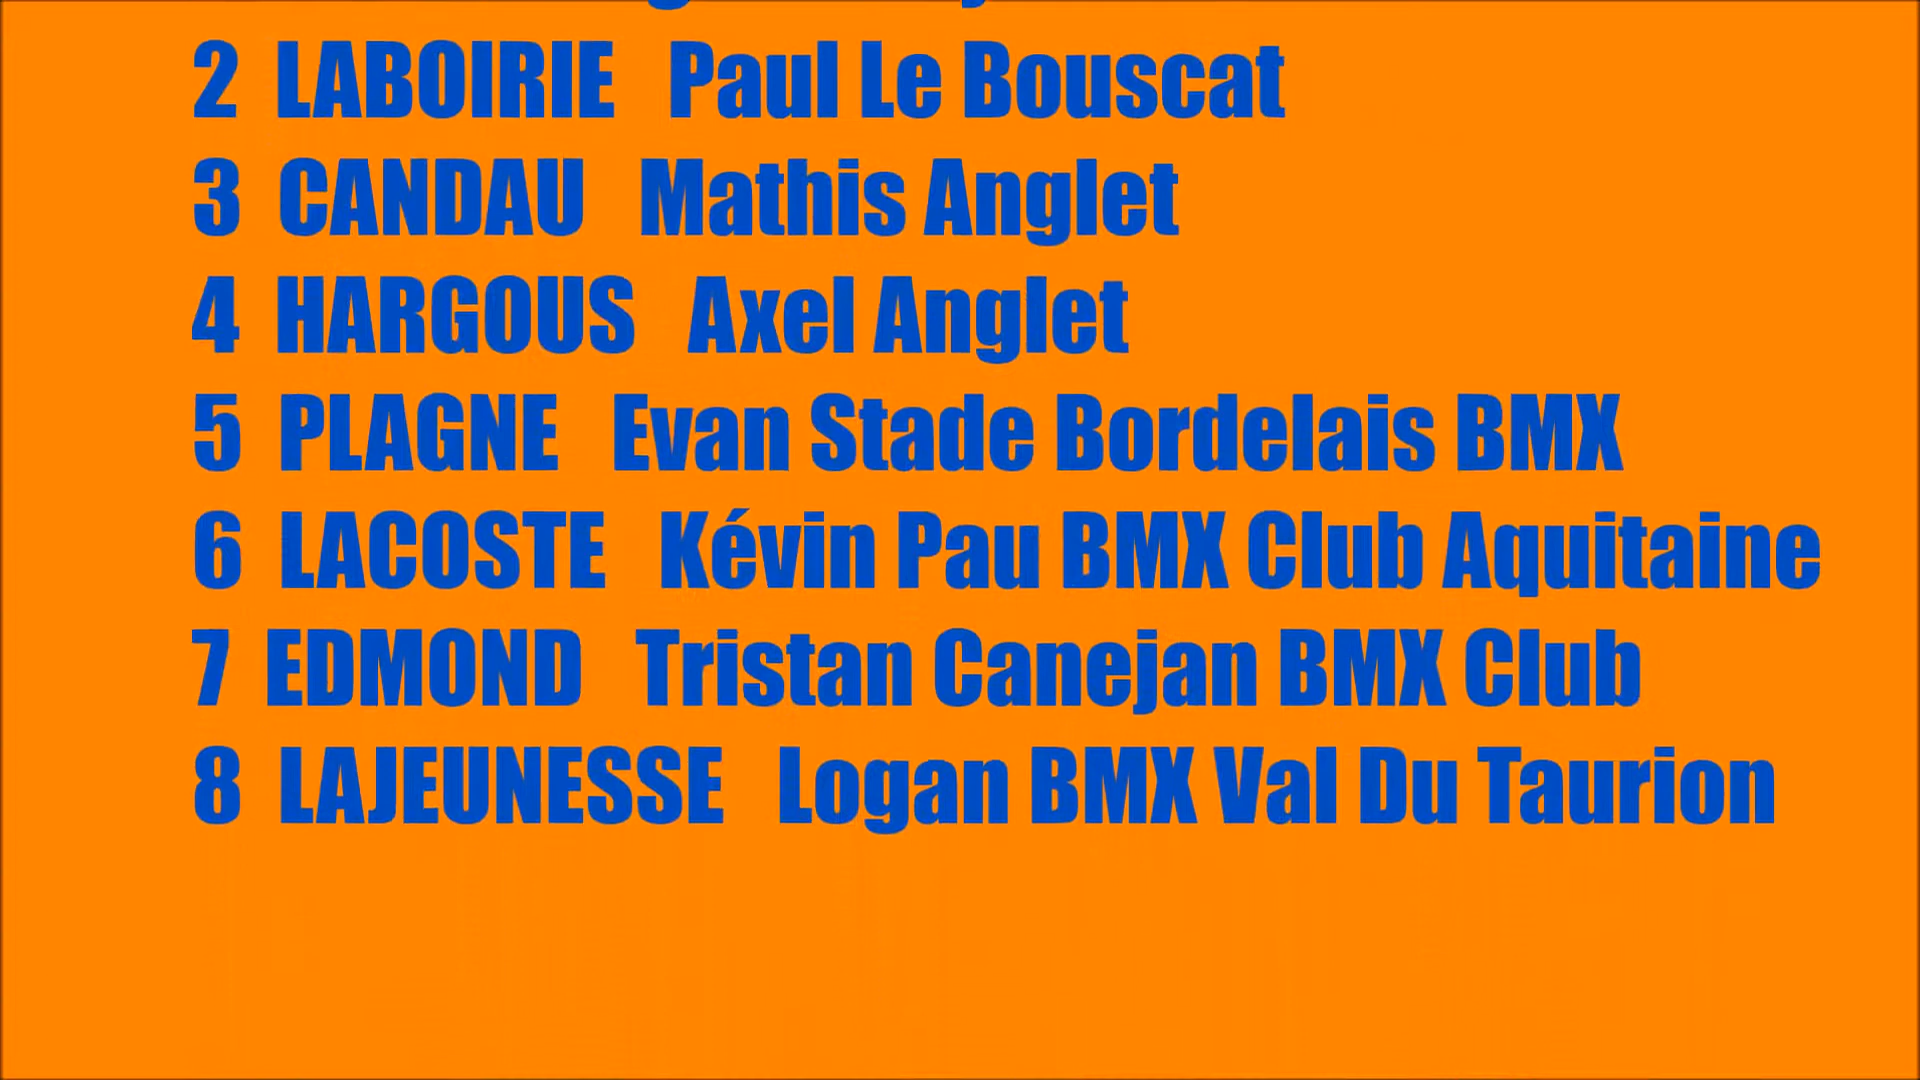 2 LABOIRIE Paul Le Bouscat
3 CANDAU Mathis Anglet
4 HARGOUS Axel Anglet
5 PLAGNE Evan Stade Bordelais BMX
6 LACOSTE Kévin Pau BMX Club Aquitaine
7 EDMOND Tristan Canejan BMX Club
8 LAJEUNESSE Logan BMX Val Du Taurion